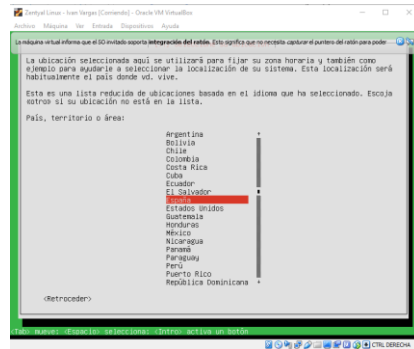 Zentyal Linux - Ivan Vargas [Corriendo] - Oracle VM VirtualBox
Archivo Máquina Ver Entrada Dispositivos Ayuda
La máquina virtual informa que el SO invitado soporta integración del ratón. Esto significa que no necesita capturar el puntero del ratón para poder
La ubicación seleccionada aquí se utilizará para fijar su zona horaria y también como
ejemplo para ayudarle a seleccionar la localización de su sistema. Esta localización será
habitualmente el país donde vd. vive.
Esta es una lista reducida de ubicaciones basada en el idioma que ha seleccionado. Escoja
«otro» si su ubicación no está en la lista.
País, territorio o área:
Argentina
Bolivia
Chile
Colombia
Costa Rica
Cuba
Ecuador
El Salvador
España
Estados Unidos
Guatemala
Honduras
México
Nicaragua
Panamá
Paraguay
Perú
Puerto Rico
República Dominicana
<Retroceder>
<Tab> mueve; <Espacio> selecciona; <Intro> activa un botón
CTRL DERECHA